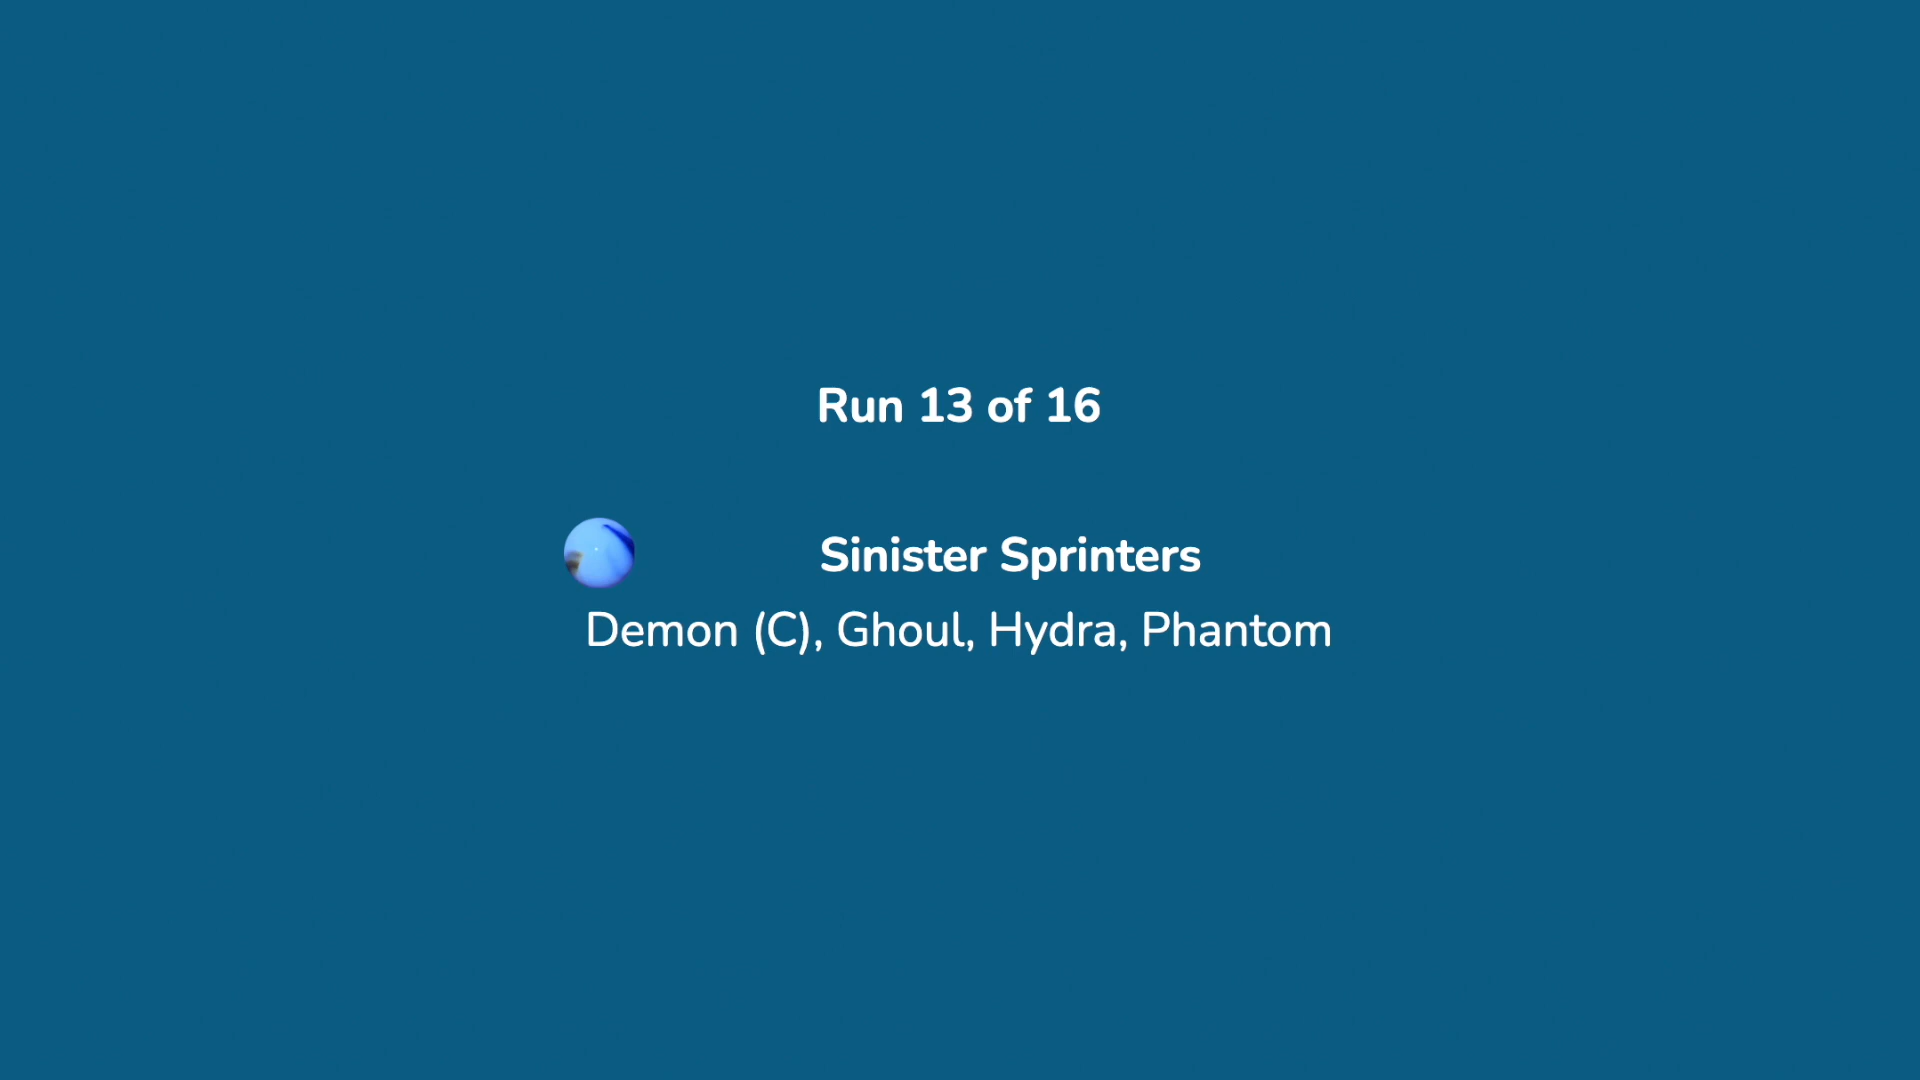 Run 13 of 16
Sinister Sprinters
Demon (C), Ghoul, Hydra, Phantom